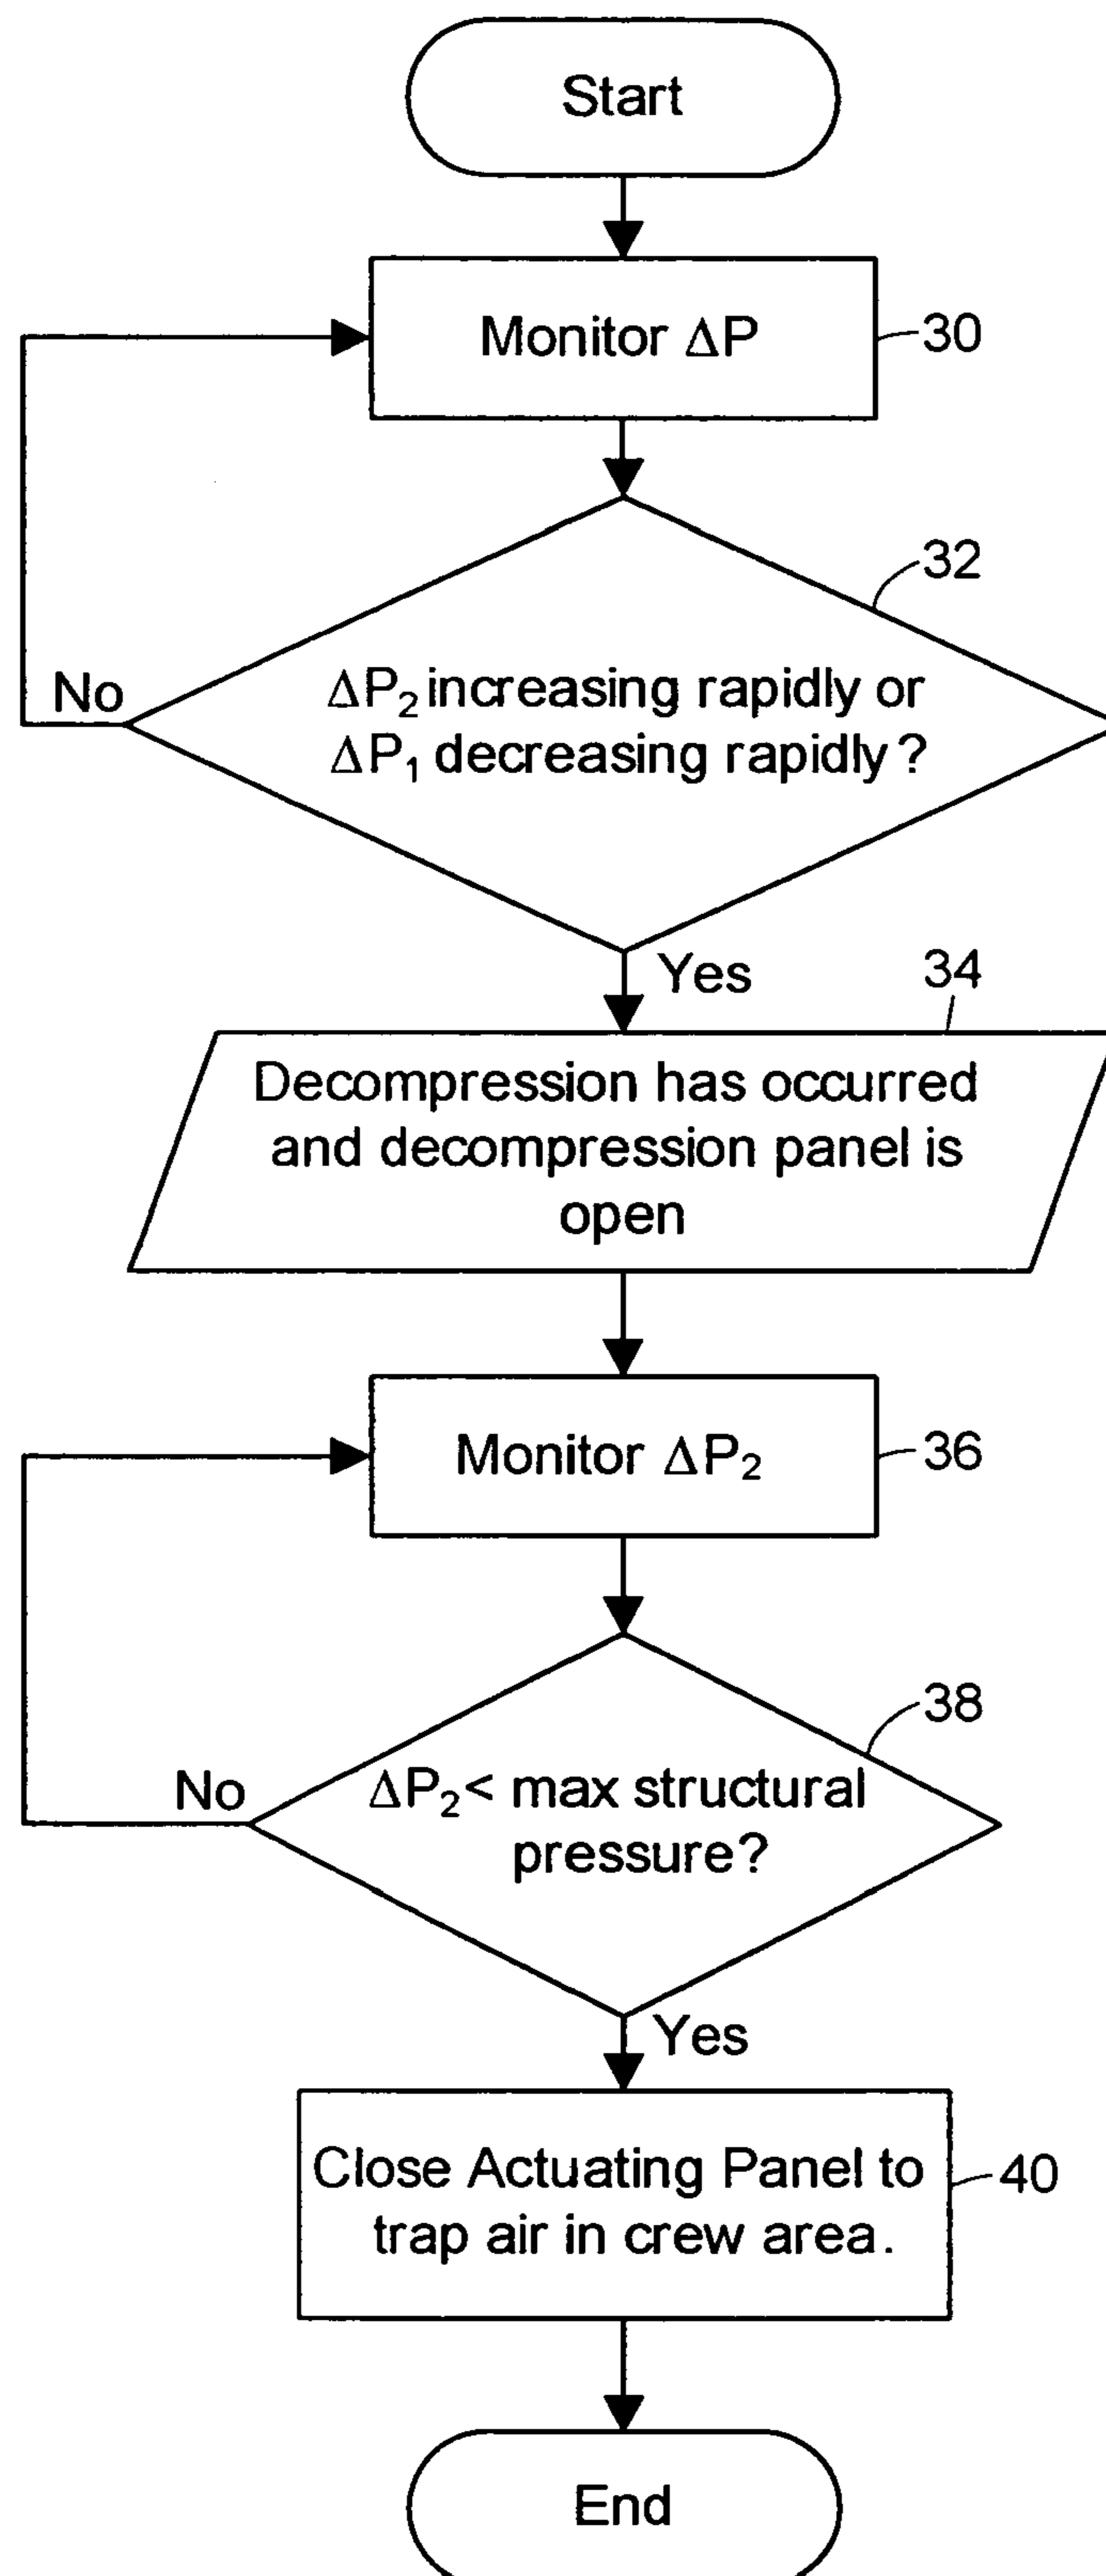 Start
Monitor ΔP
30
32
No
ΔP₂ increasing rapidly or
ΔP₁ decreasing rapidly?
Yes
34
Decompression has occurred
and decompression panel is
open
Monitor ΔP₂
36
38
No
ΔP₂< max structural
pressure?
Yes
Close Actuating Panel to
trap air in crew area.
40
End